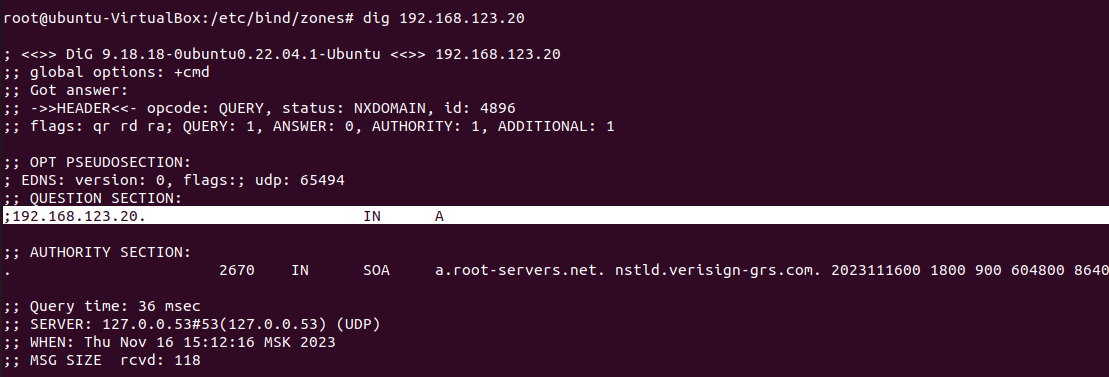 root@ubuntu-VirtualBox:/etc/bind/zones# dig 192.168.123.20
; <<>> DiG 9.18.18-0ubuntu0.22.04.1-Ubuntu <<>> 192.168.123.20
;; global options: +cmd
;; Got answer:
;; ->>HEADER<<- opcode: QUERY, status: NXDOMAIN, id: 4896
;; flags: qr rd ra; QUERY: 1, ANSWER: 0, AUTHORITY: 1, ADDITIONAL: 1
;; OPT PSEUDOSECTION:
; EDNS: version: 0, flags:; udp: 65494
;; QUESTION SECTION:
;192.168.123.20. IN A
;; AUTHORITY SECTION:
. 2670 IN SOA a.root-servers.net. nstld.verisign-grs.com. 2023111600 1800 900 604800 8640
;; Query time: 36 msec
;; SERVER: 127.0.0.53#53(127.0.0.53) (UDP)
;; WHEN: Thu Nov 16 15:12:16 MSK 2023
;; MSG SIZE rcvd: 118